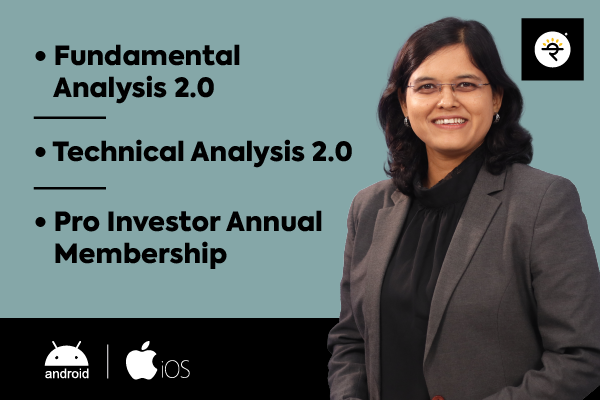 • Fundamental
Analysis 2.0
• Technical Analysis 2.0
• Pro Investor Annual
Membership
android
iOS